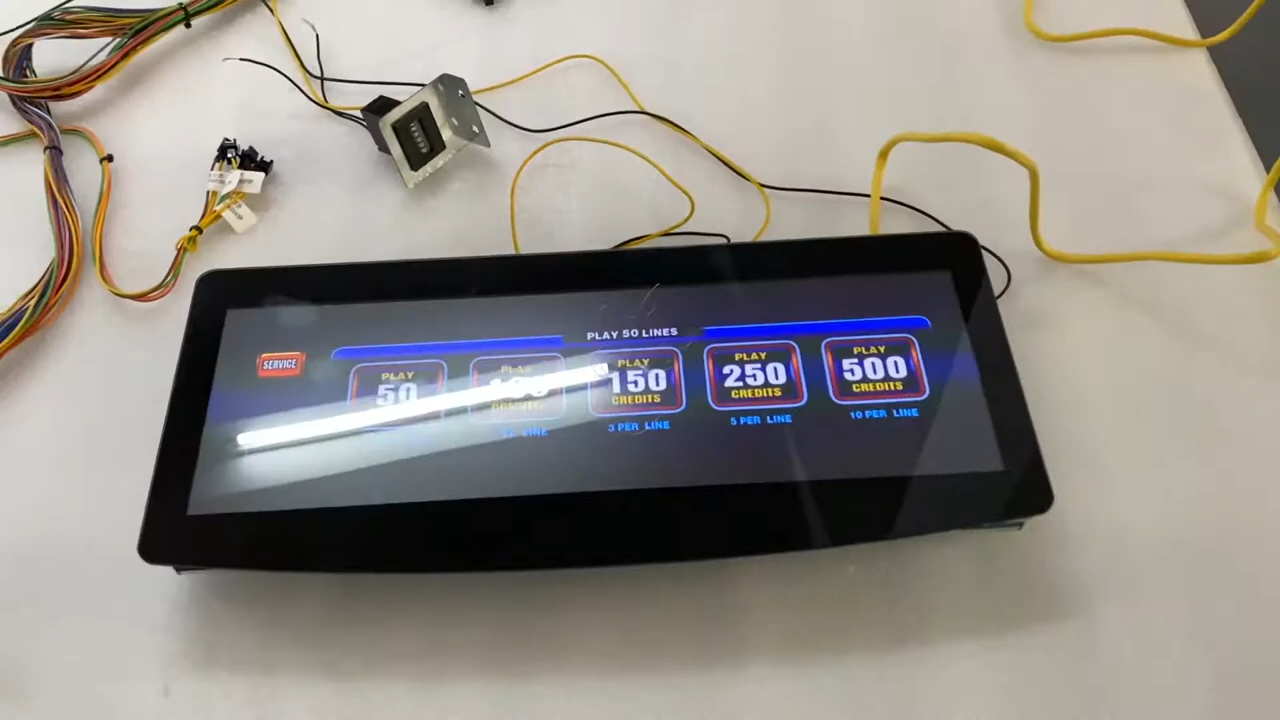 PLAY 50 LINES
SERVICE
PLAY
50
PLAY
150
CREDITS
3 PER LINE
PLAY
250
CREDITS
5 PER LINE
PLAY
500
CREDITS
10 PER LINE